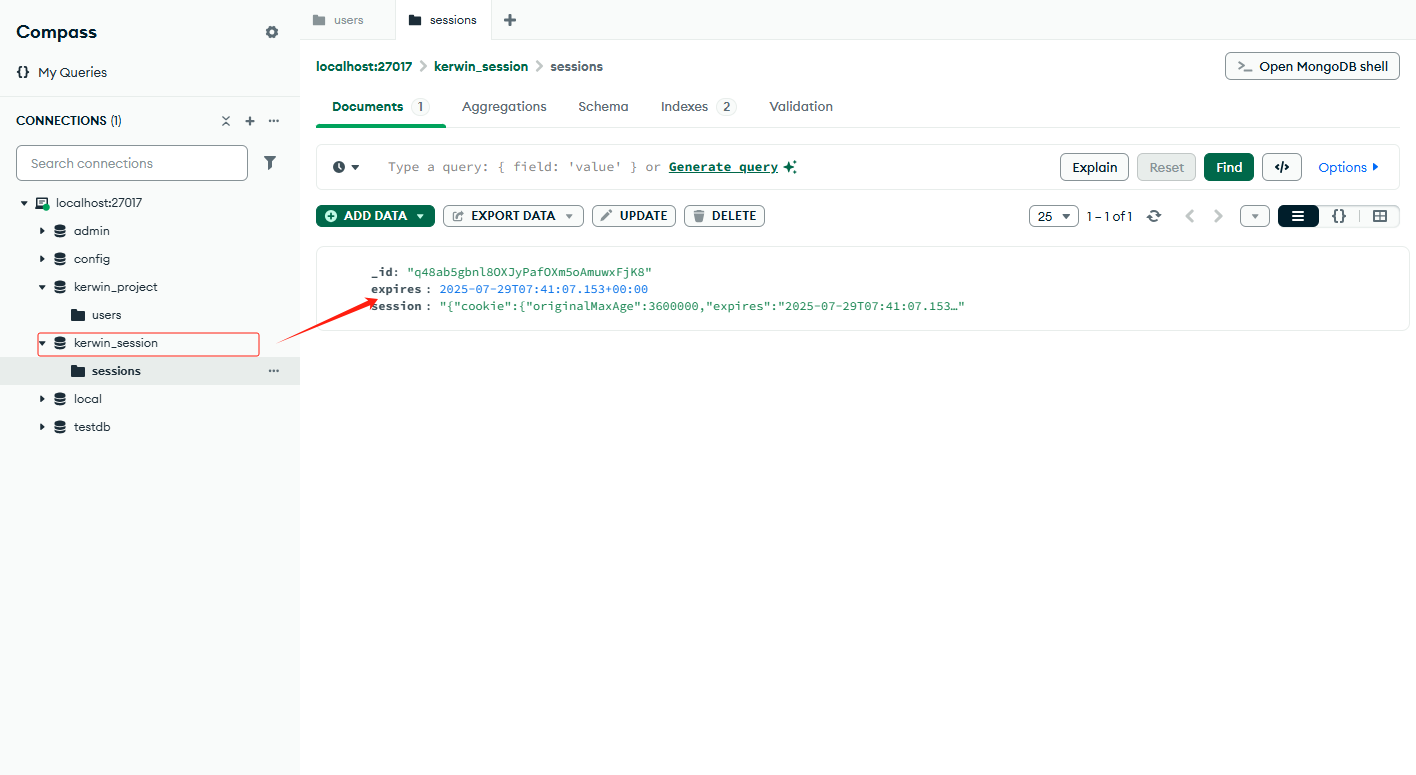 Compass
{} My Queries
CONNECTIONS (1)
Search connections
localhost:27017
admin
config
kerwin_project
users
kerwin_session
sessions
local
testdb
users
sessions
localhost:27017 > kerwin_session > sessions
>_ Open MongoDB shell
Documents 1 Aggregations Schema Indexes 2 Validation
Type a query: { field: 'value' } or Generate query
Explain Reset Find </> Options
ADD DATA EXPORT DATA UPDATE DELETE
25 1 – 1 of 1 {}
_id: "q48ab5gbnl8OXJyPafOXm5oAmuwxFjK8"
expires : 2025-07-29T07:41:07.153+00:00
session : "{"cookie":{"originalMaxAge":3600000,"expires":"2025-07-29T07:41:07.153…"